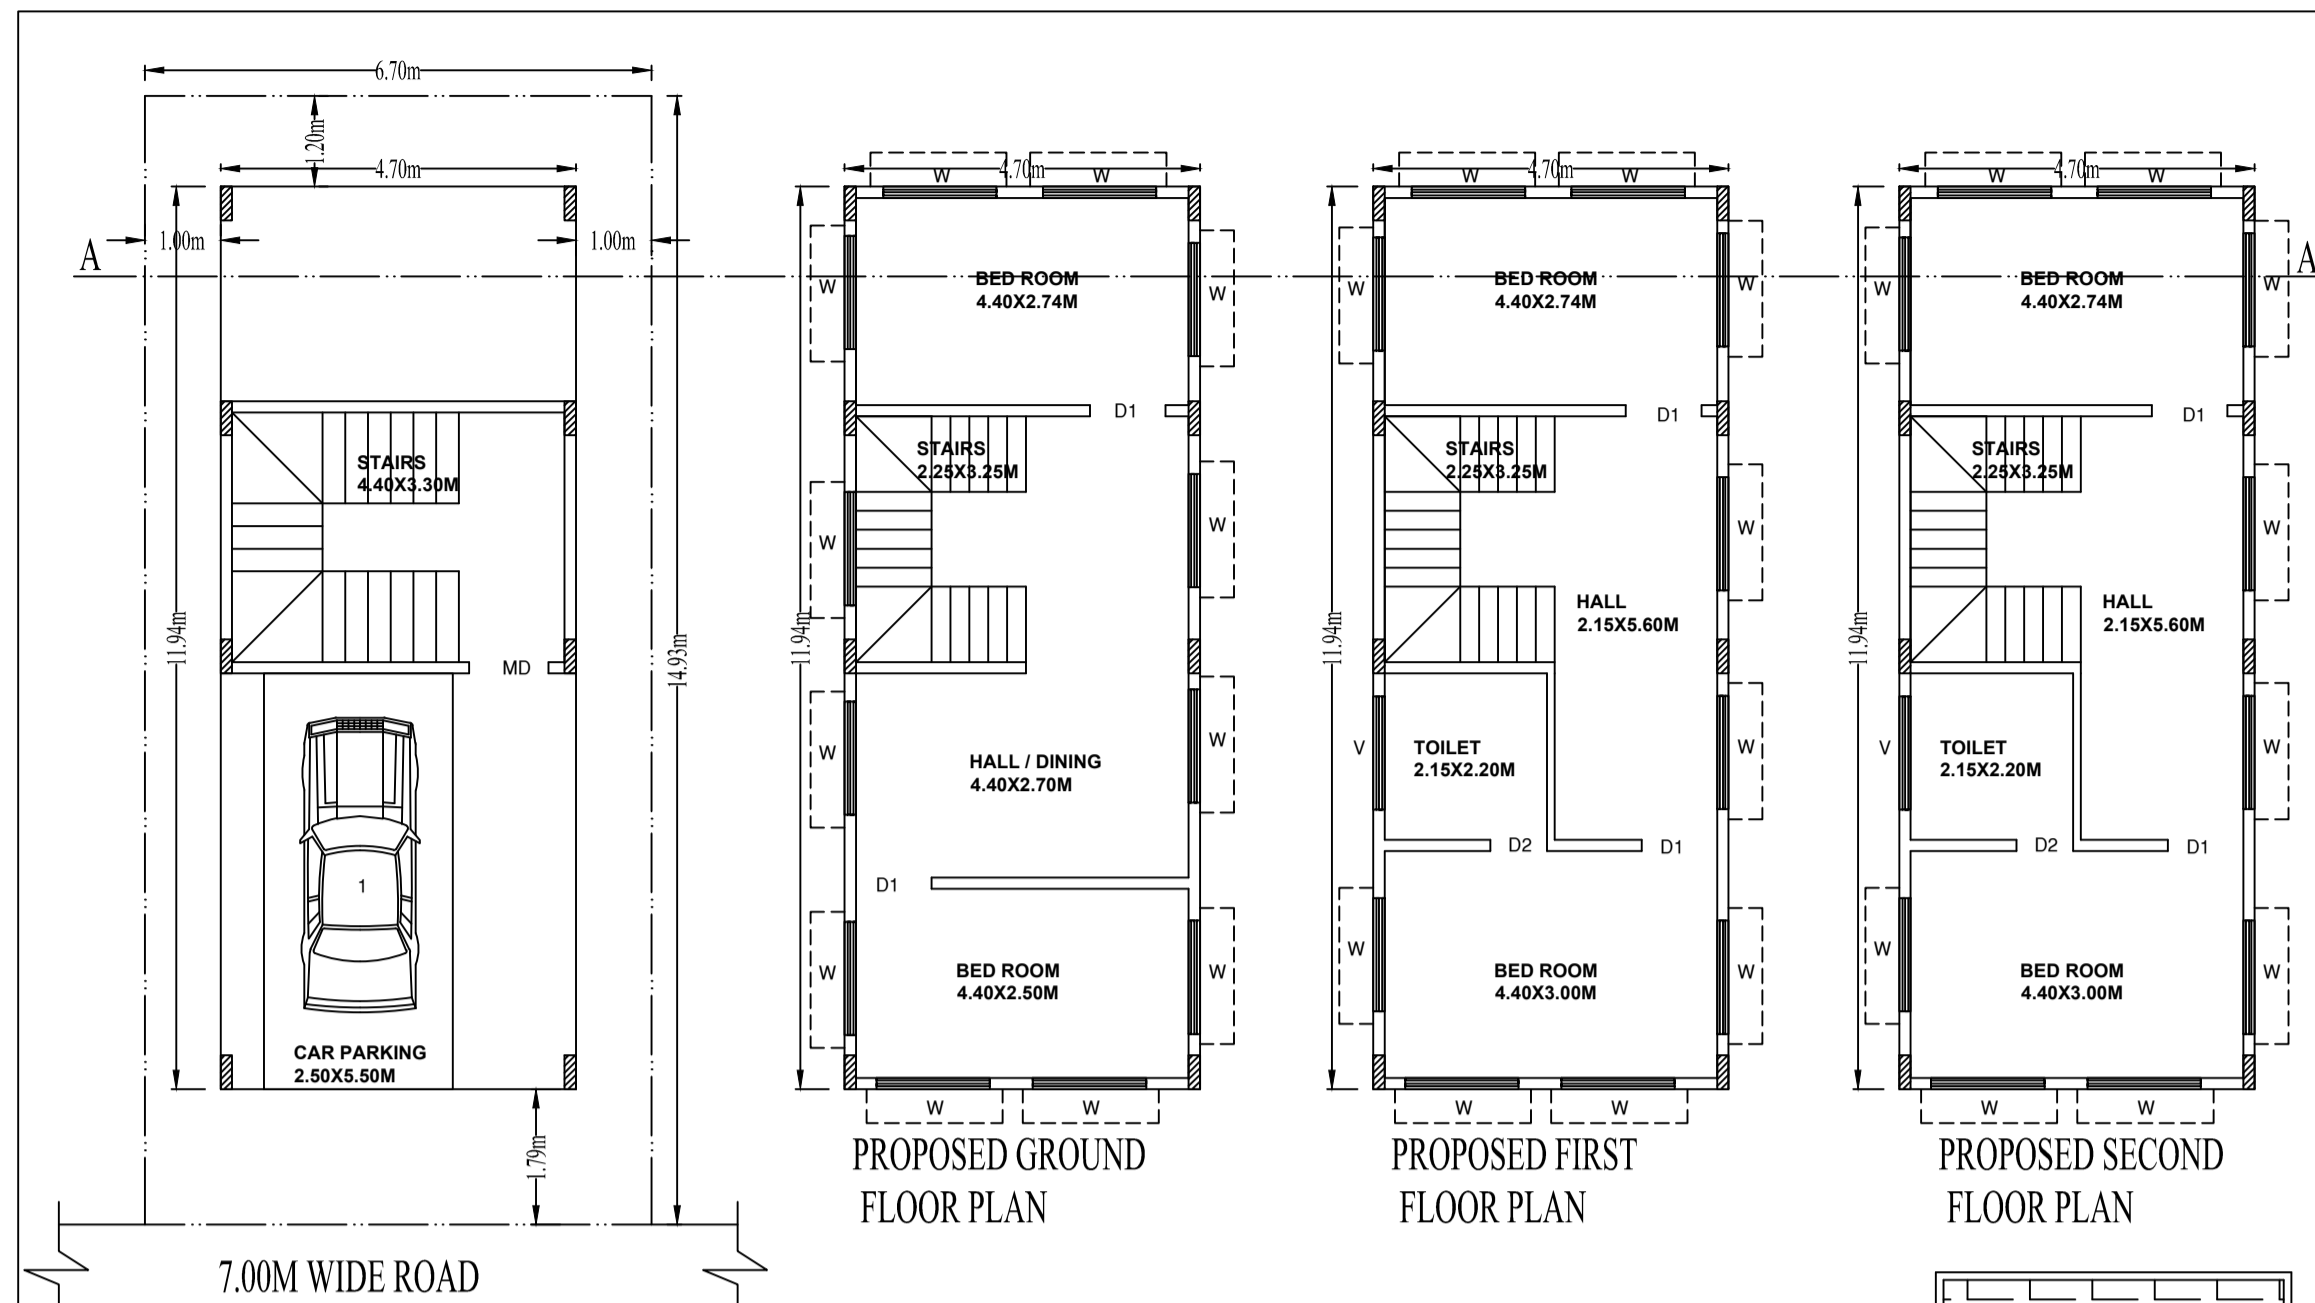 6.70m
1.20m
4.70m
1.00m
1.00m
A
STAIRS
4.40X3.30M
11.94m
14.93m
MD
1
CAR PARKING
2.50X5.50M
1.79m
7.00M WIDE ROAD
4.70m
W
W
W
BED ROOM
4.40X2.74M
W
D1
STAIRS
2.25X3.25M
W
W
11.94m
W
HALL / DINING
4.40X2.70M
W
D1
W
BED ROOM
4.40X2.50M
W
W
W
PROPOSED GROUND
FLOOR PLAN
4.70m
W
W
W
BED ROOM
4.40X2.74M
W
D1
STAIRS
2.25X3.25M
W
HALL
2.15X5.60M
11.94m
V
TOILET
2.15X2.20M
W
D2
D1
W
BED ROOM
4.40X3.00M
W
W
W
PROPOSED FIRST
FLOOR PLAN
4.70m
W
W
A
W
BED ROOM
4.40X2.74M
W
D1
STAIRS
2.25X3.25M
W
HALL
2.15X5.60M
11.94m
V
TOILET
2.15X2.20M
W
D2
D1
W
BED ROOM
4.40X3.00M
W
W
W
PROPOSED SECOND
FLOOR PLAN